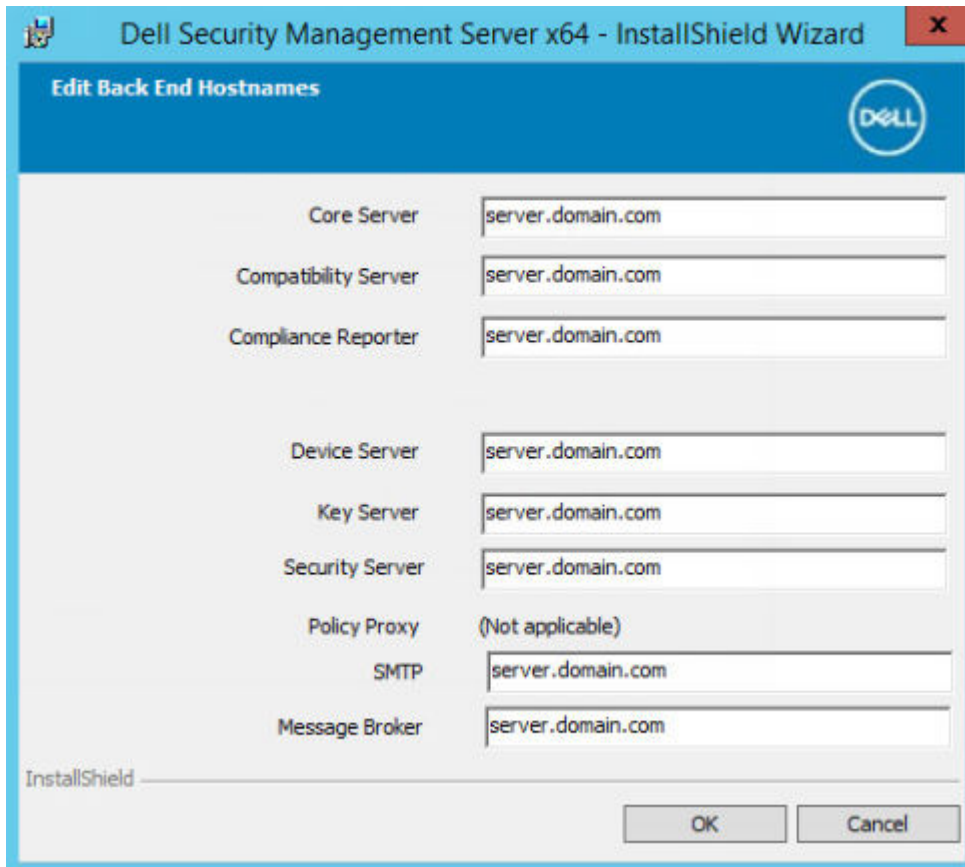 Dell Security Management Server x64 - InstallShield Wizard
x
Edit Back End Hostnames
DELL
Core Server server.domain.com
Compatibility Server server.domain.com
Compliance Reporter server.domain.com
Device Server server.domain.com
Key Server server.domain.com
Security Server server.domain.com
Policy Proxy (Not applicable)
SMTP server.domain.com
Message Broker server.domain.com
InstallShield
OK Cancel